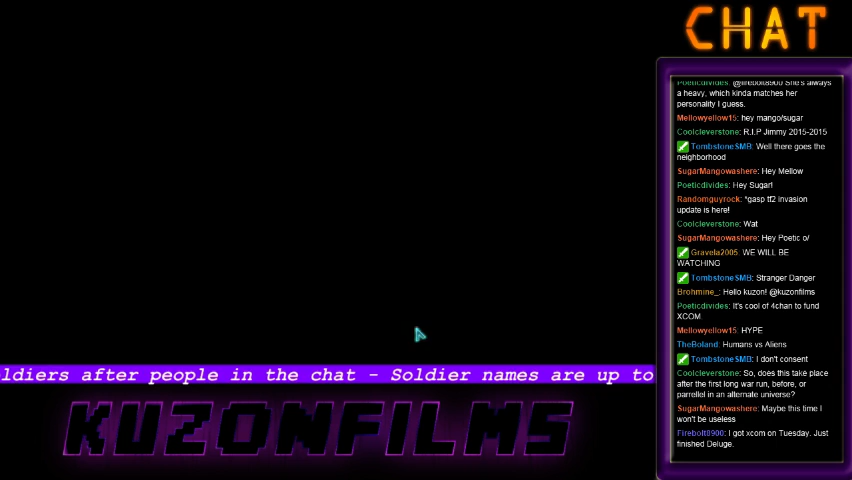 CHAT
Poeticdivides: @firebolt8900 She's always
a heavy, which kinda matches her
personality I guess.
Mellowyellow15: hey mango/sugar
Coolcleverstone: R.I.P Jimmy 2015-2015
TombstoneSMB: Well there goes the
neighborhood
SugarMangowashere: Hey Mellow
Poeticdivides: Hey Sugar!
Randomguyrock: *gasp tf2 invasion
update is here!
Coolcleverstone: Wat
SugarMangowashere: Hey Poetic o/
Gravela2005: WE WILL BE
WATCHING
TombstoneSMB: Stranger Danger
Brohmine_: Hello kuzon! @kuzonfilms
Poeticdivides: It's cool of 4chan to fund
XCOM
Mellowyellow15: HYPE
TheBoland: Humans vs Aliens
TombstoneSMB: I don't consent
Coolcleverstone: So, does this take place
after the first long war run, before, or
parrellel in an alternate universe?
SugarMangowashere: Maybe this time I
won't be useless
Firebolt8900: I got xcom on Tuesday. Just
finished Deluge.
ldiers after people in the chat - Soldier names are up to
KUZONFILMS